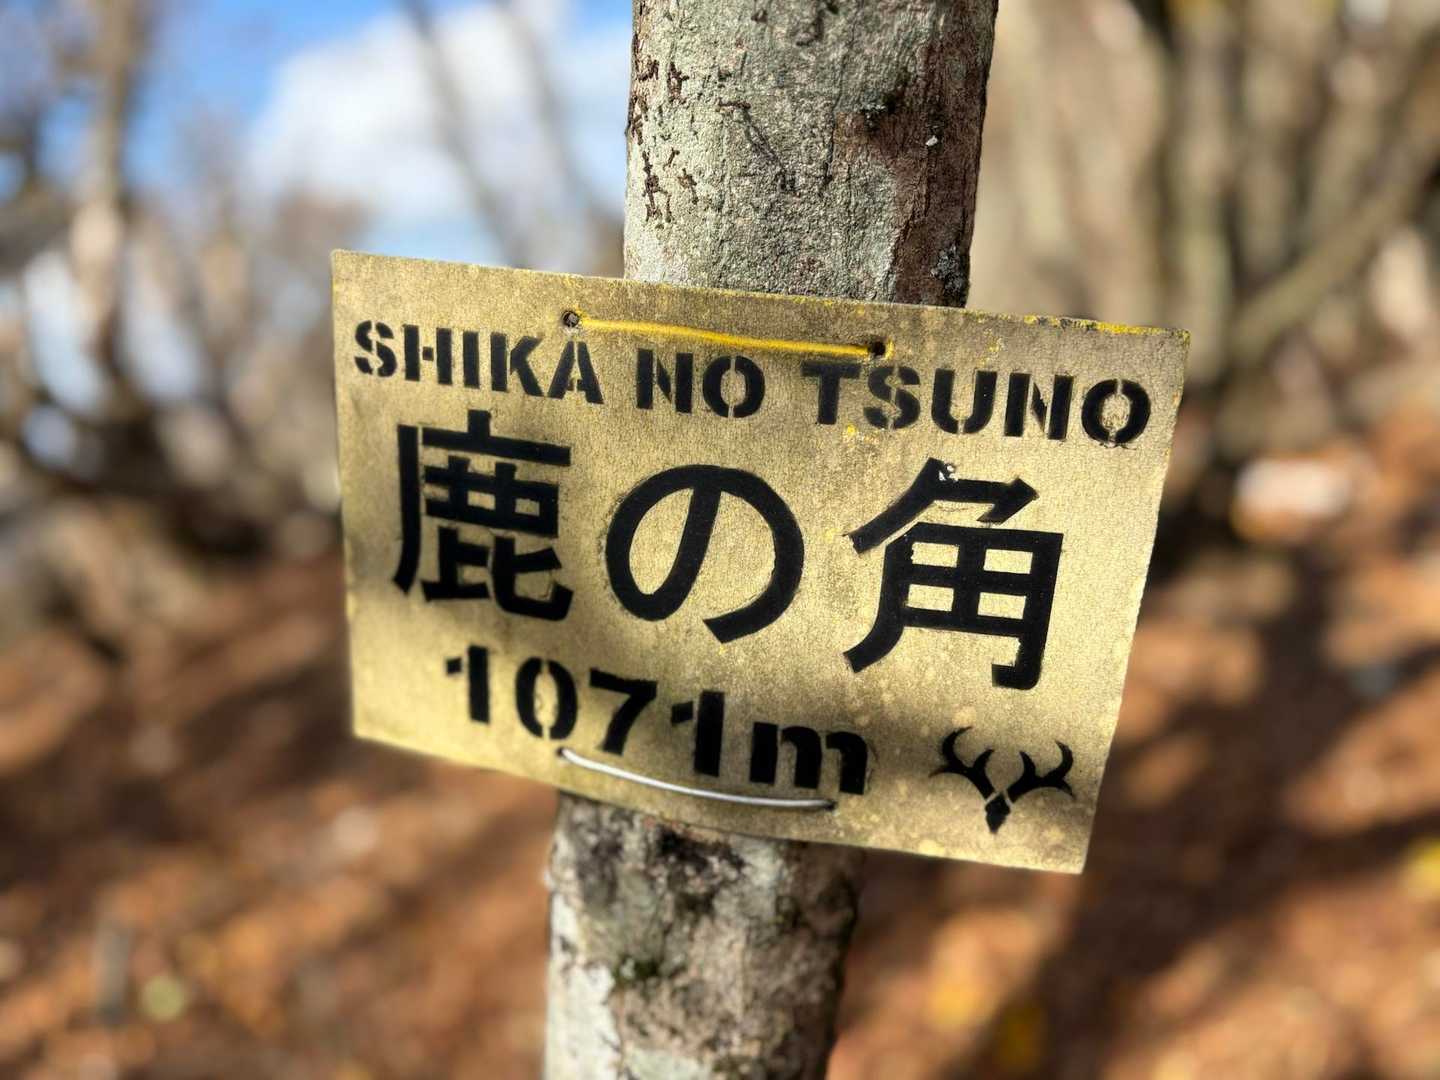 SHIKA NO TSUNO
鹿の角
1071m